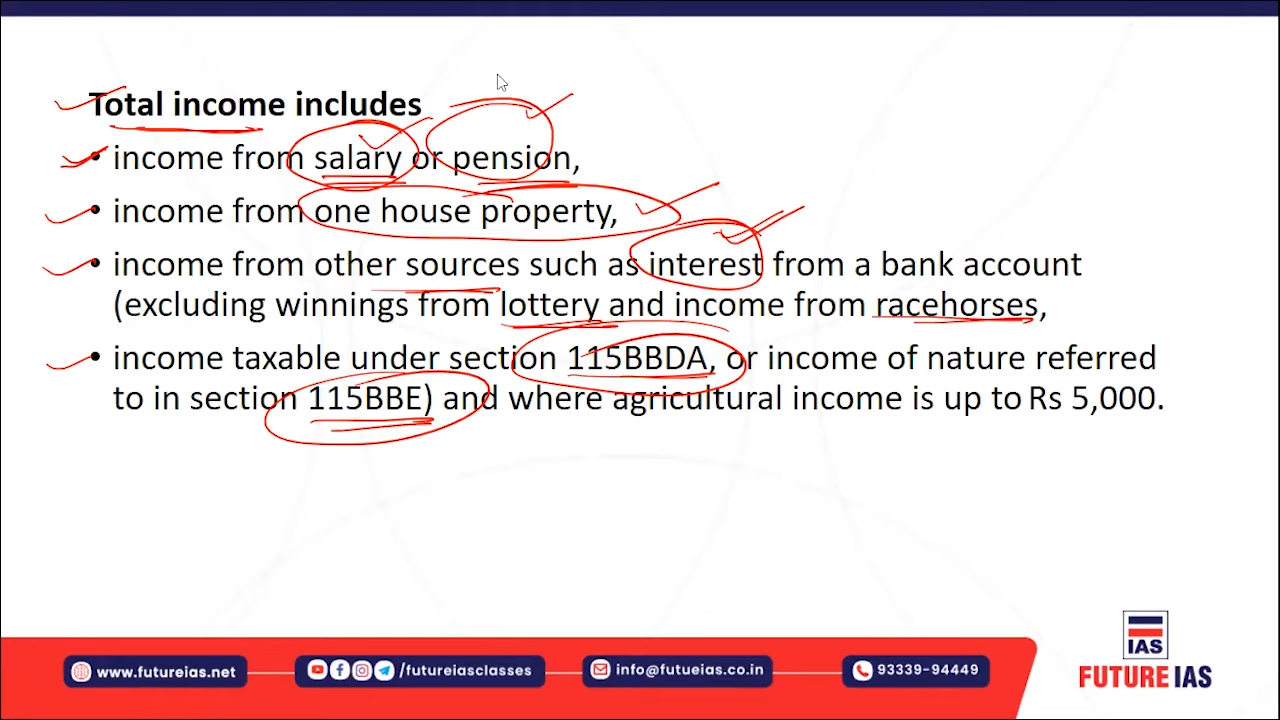 Total income includes
• income from salary or pension,
• income from one house property,
• income from other sources such as interest from a bank account
(excluding winnings from lottery and income from racehorses,
• income taxable under section 115BBDA, or income of nature referred
to in section 115BBE) and where agricultural income is up to Rs 5,000.
IAS
FUTURE IAS
www.futureias.net
/futureiasclasses
info@futueias.co.in
93339-94449